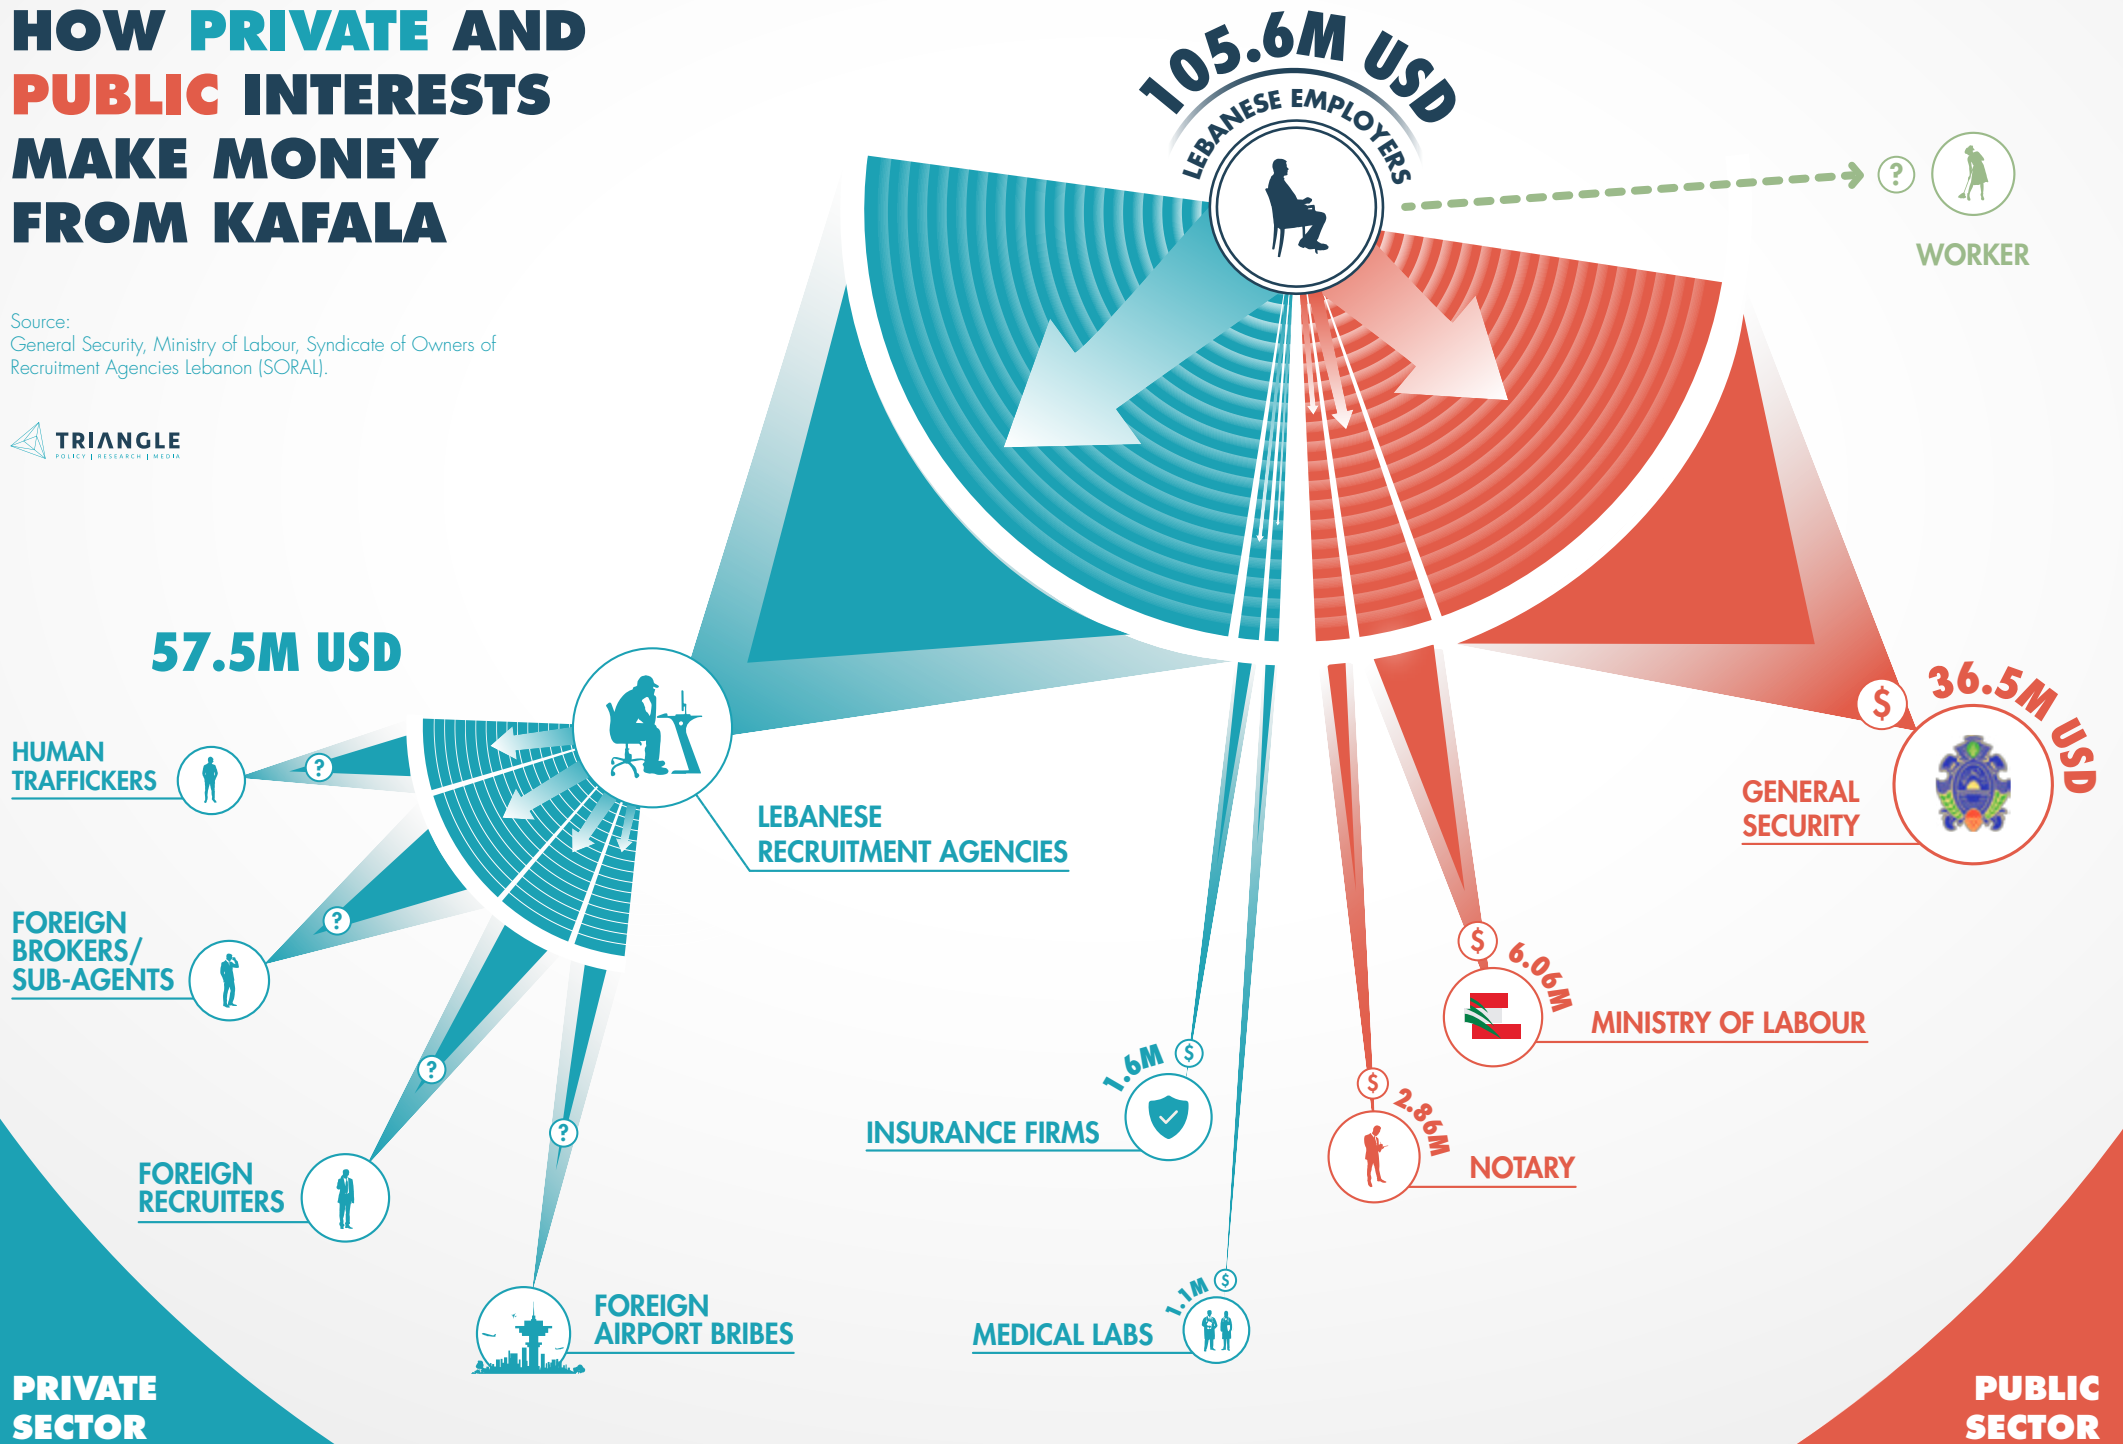 HOW PRIVATE AND
PUBLIC INTERESTS
MAKE MONEY
FROM KAFALA
Source:
General Security, Ministry of Labour, Syndicate of Owners of
Recruitment Agencies Lebanon (SORAL).
TRIANGLE
POLICY | RESEARCH | MEDIA
105.6M USD
LEBANESE EMPLOYERS
?
WORKER
57.5M USD
LEBANESE
RECRUITMENT AGENCIES
HUMAN
TRAFFICKERS
?
FOREIGN
BROKERS/
SUB-AGENTS
?
FOREIGN
RECRUITERS
?
FOREIGN
AIRPORT BRIBES
?
$
1.6M
INSURANCE FIRMS
$
1.1M
MEDICAL LABS
$
2.86M
NOTARY
$
6.06M
MINISTRY OF LABOUR
$
36.5M USD
GENERAL
SECURITY
PRIVATE
SECTOR
PUBLIC
SECTOR